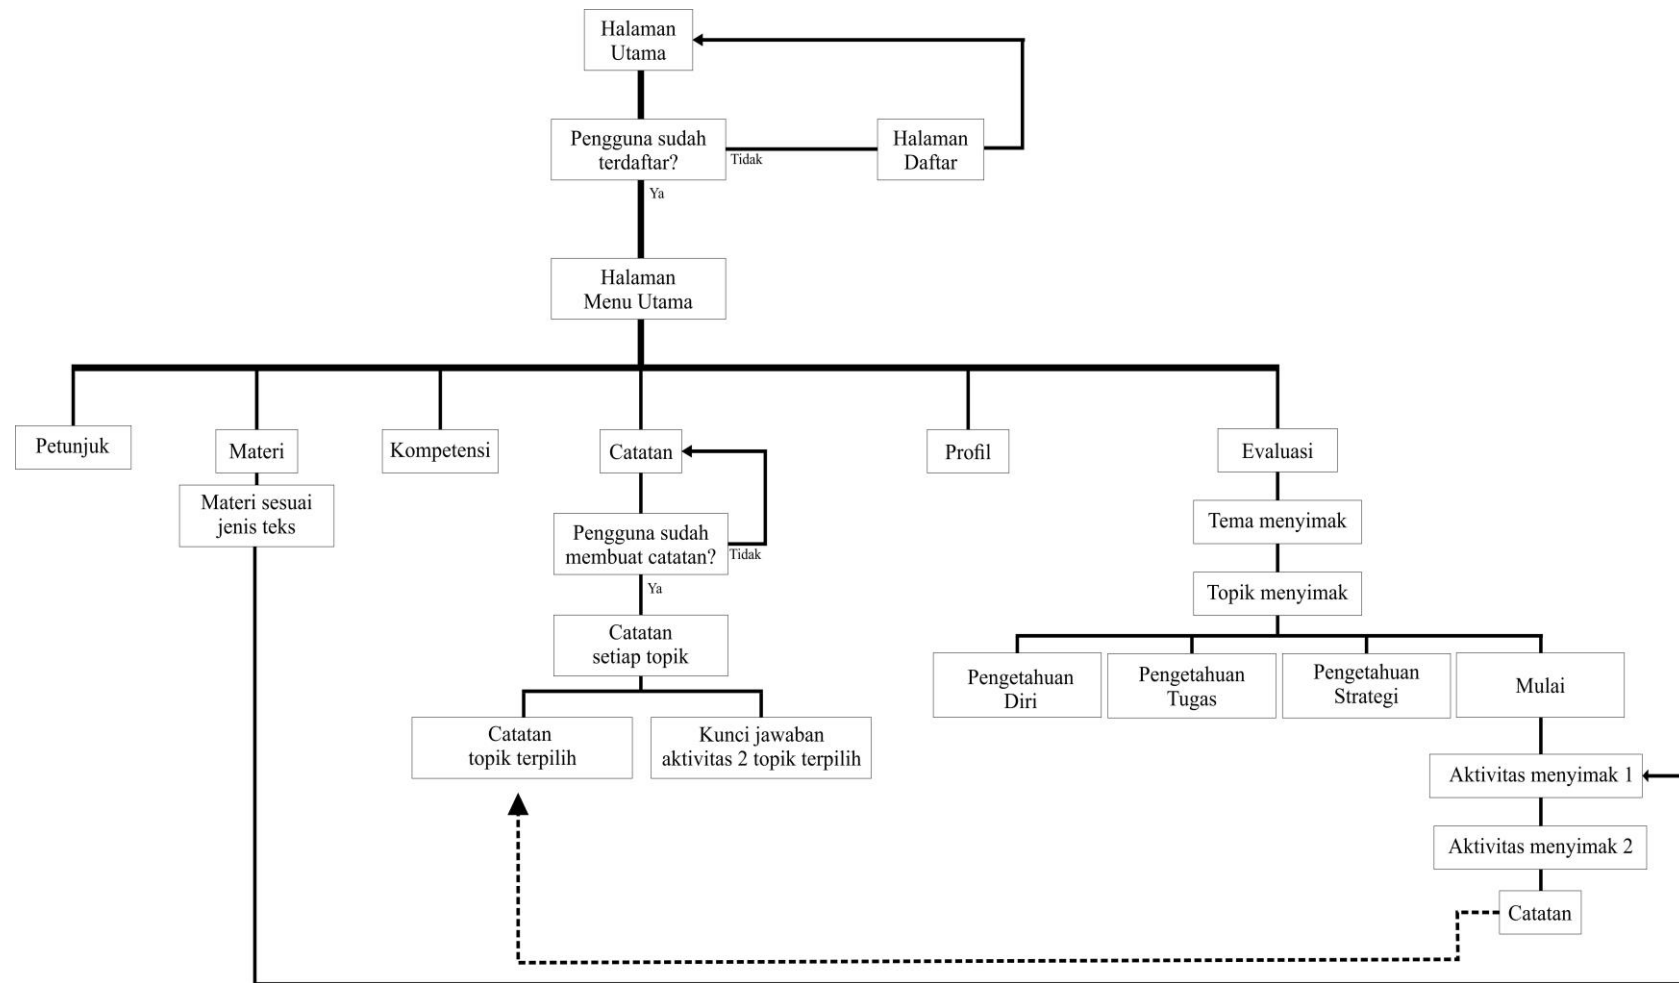 Halaman
Utama
Pengguna sudah
terdaftar?
Tidak
Halaman
Daftar
Ya
Halaman
Menu Utama
Petunjuk
Materi
Kompetensi
Catatan
Profil
Evaluasi
Materi sesuai
jenis teks
Pengguna sudah
membuat catatan?
Tidak
Ya
Tema menyimak
Topik menyimak
Catatan
setiap topik
Pengetahuan
Diri
Pengetahuan
Tugas
Pengetahuan
Strategi
Mulai
Catatan
topik terpilih
Kunci jawaban
aktivitas 2 topik terpilih
Aktivitas menyimak 1
Aktivitas menyimak 2
Catatan